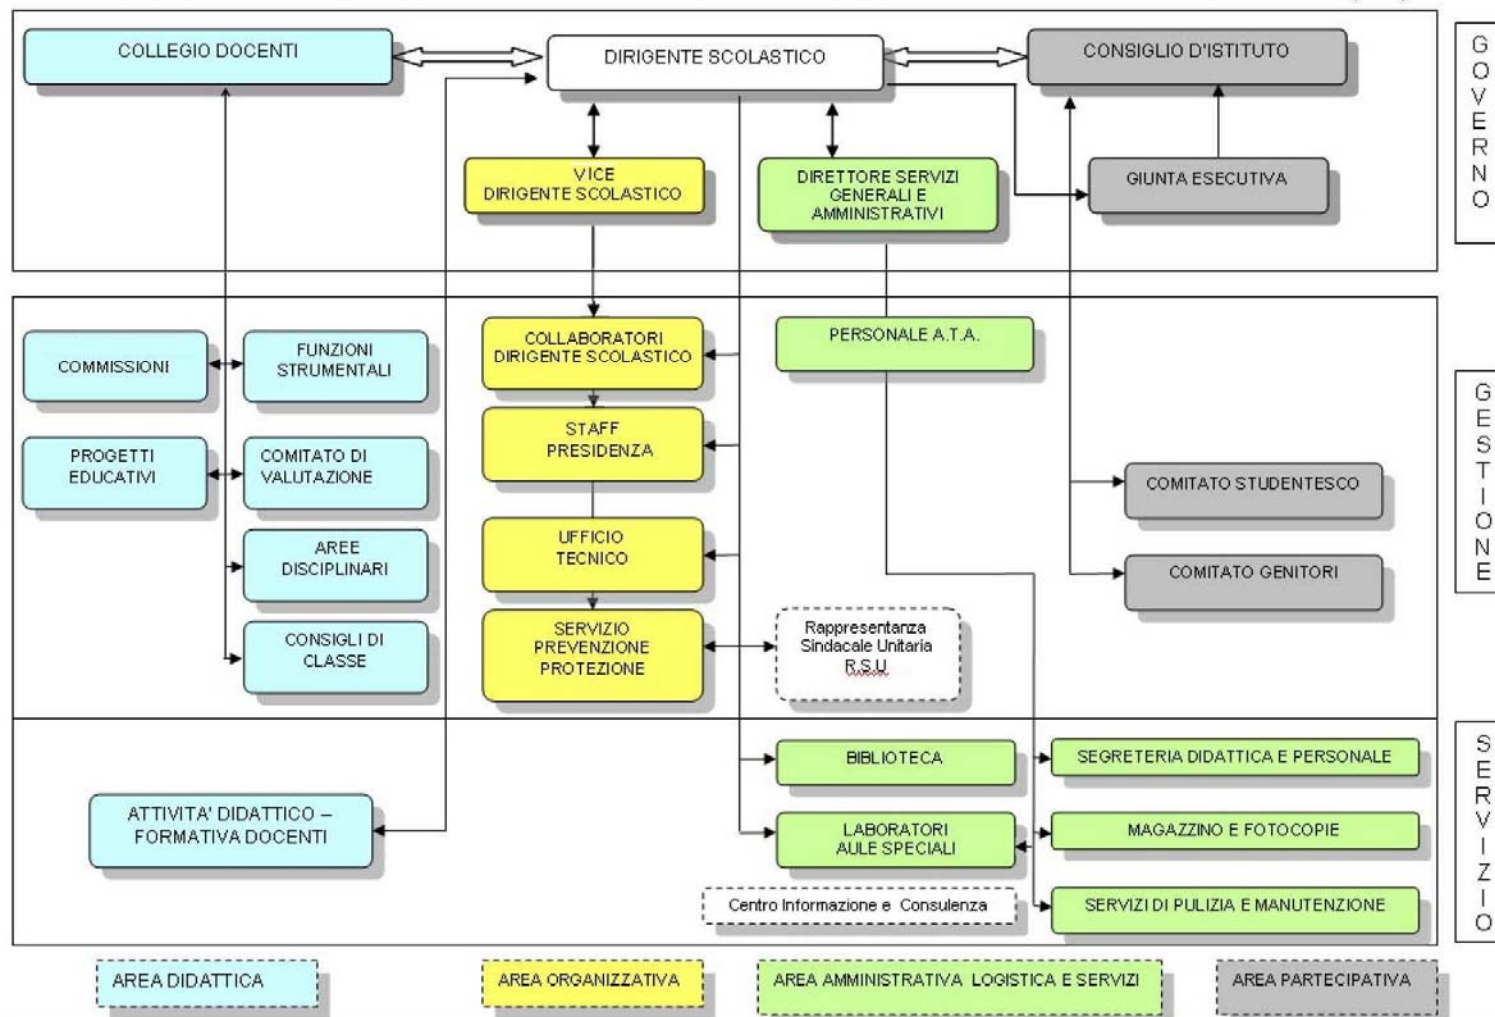 COLLEGIO DOCENTI
DIRIGENTE SCOLASTICO
CONSIGLIO D'ISTITUTO
VICE
DIRIGENTE SCOLASTICO
DIRETTORE SERVIZI
GENERALI E
AMMINISTRATIVI
GIUNTA ESECUTIVA
GOVERNO
COMMISSIONI
FUNZIONI
STRUMENTALI
COLLABORATORI
DIRIGENTE SCOLASTICO
PERSONALE A.T.A.
PROGETTI
EDUCATIVI
COMITATO DI
VALUTAZIONE
STAFF
PRESIDENZA
COMITATO STUDENTESCO
AREE
DISCIPLINARI
UFFICIO
TECNICO
COMITATO GENITORI
CONSIGLI DI
CLASSE
SERVIZIO
PREVENZIONE
PROTEZIONE
Rappresentanza
Sindacale Unitaria
R.S.U
GESTIONE
ATTIVITA' DIDATTICO –
FORMATIVA DOCENTI
BIBLIOTECA
SEGRETERIA DIDATTICA E PERSONALE
LABORATORI
AULE SPECIALI
MAGAZZINO E FOTOCOPIE
Centro Informazione e Consulenza
SERVIZI DI PULIZIA E MANUTENZIONE
SERVIZIO
AREA DIDATTICA
AREA ORGANIZZATIVA
AREA AMMINISTRATIVA LOGISTICA E SERVIZI
AREA PARTECIPATIVA